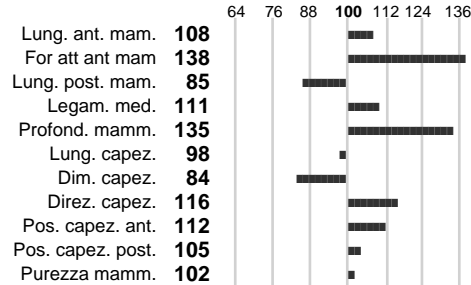 64 76 88 100 112 124 136
Lung. ant. mam. 108
For att ant mam 138
Lung. post. mam. 85
Legam. med. 111
Profond. mamm. 135
Lung. capez. 98
Dim. capez. 84
Direz. capez. 116
Pos. capez. ant. 112
Pos. capez. post. 105
Purezza mamm. 102